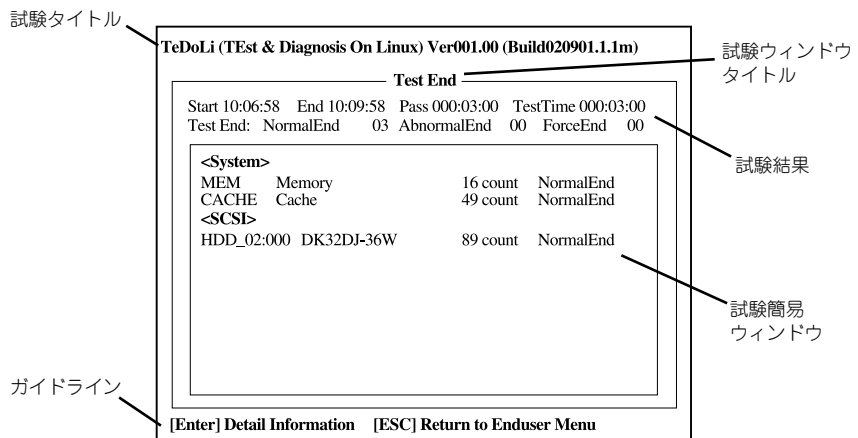 試験タイトル
TeDoLi (TEst & Diagnosis On Linux) Ver001.00 (Build020901.1.1m)
試験ウィンドウ
タイトル
Test End
Start 10:06:58 End 10:09:58 Pass 000:03:00 TestTime 000:03:00
Test End: NormalEnd 03 AbnormalEnd 00 ForceEnd 00
試験結果
<System>
MEM Memory 16 count NormalEnd
CACHE Cache 49 count NormalEnd
<SCSI>
HDD_02:000 DK32DJ-36W 89 count NormalEnd
試験簡易
ウィンドウ
ガイドライン
[Enter] Detail Information [ESC] Return to Enduser Menu